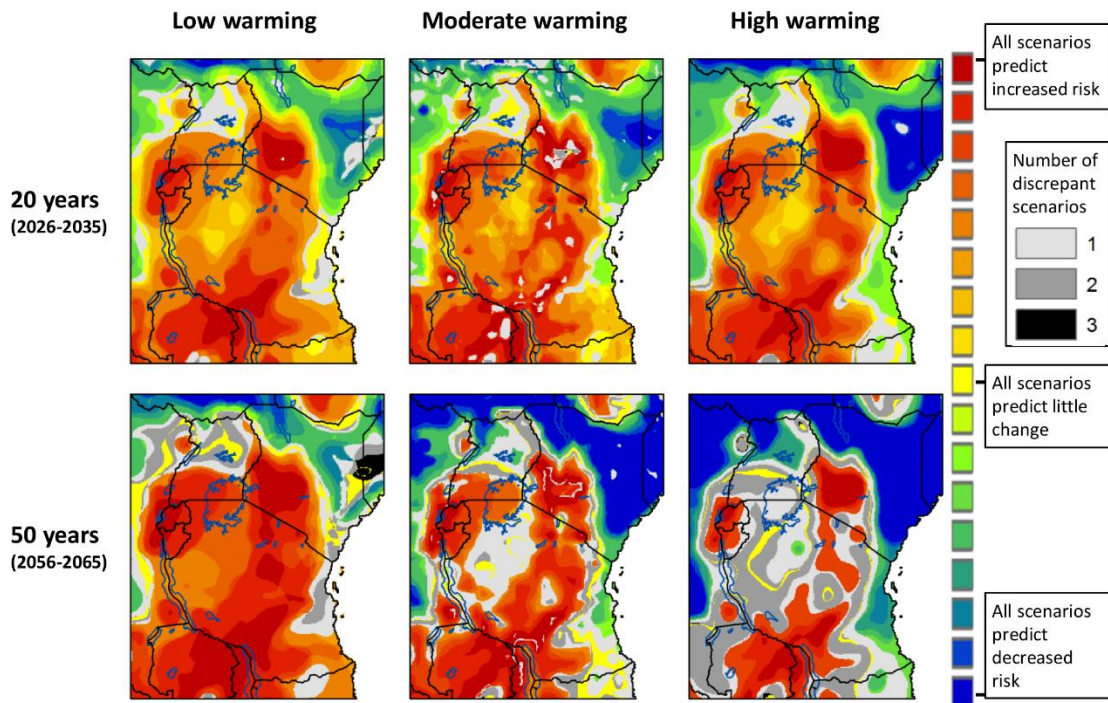 Low warming
Moderate warming
High warming
20 years
(2026-2035)
50 years
(2056-2065)
All scenarios
predict
increased risk
Number of
discrepant
scenarios
1
2
3
All scenarios
predict little
change
All scenarios
predict
decreased
risk